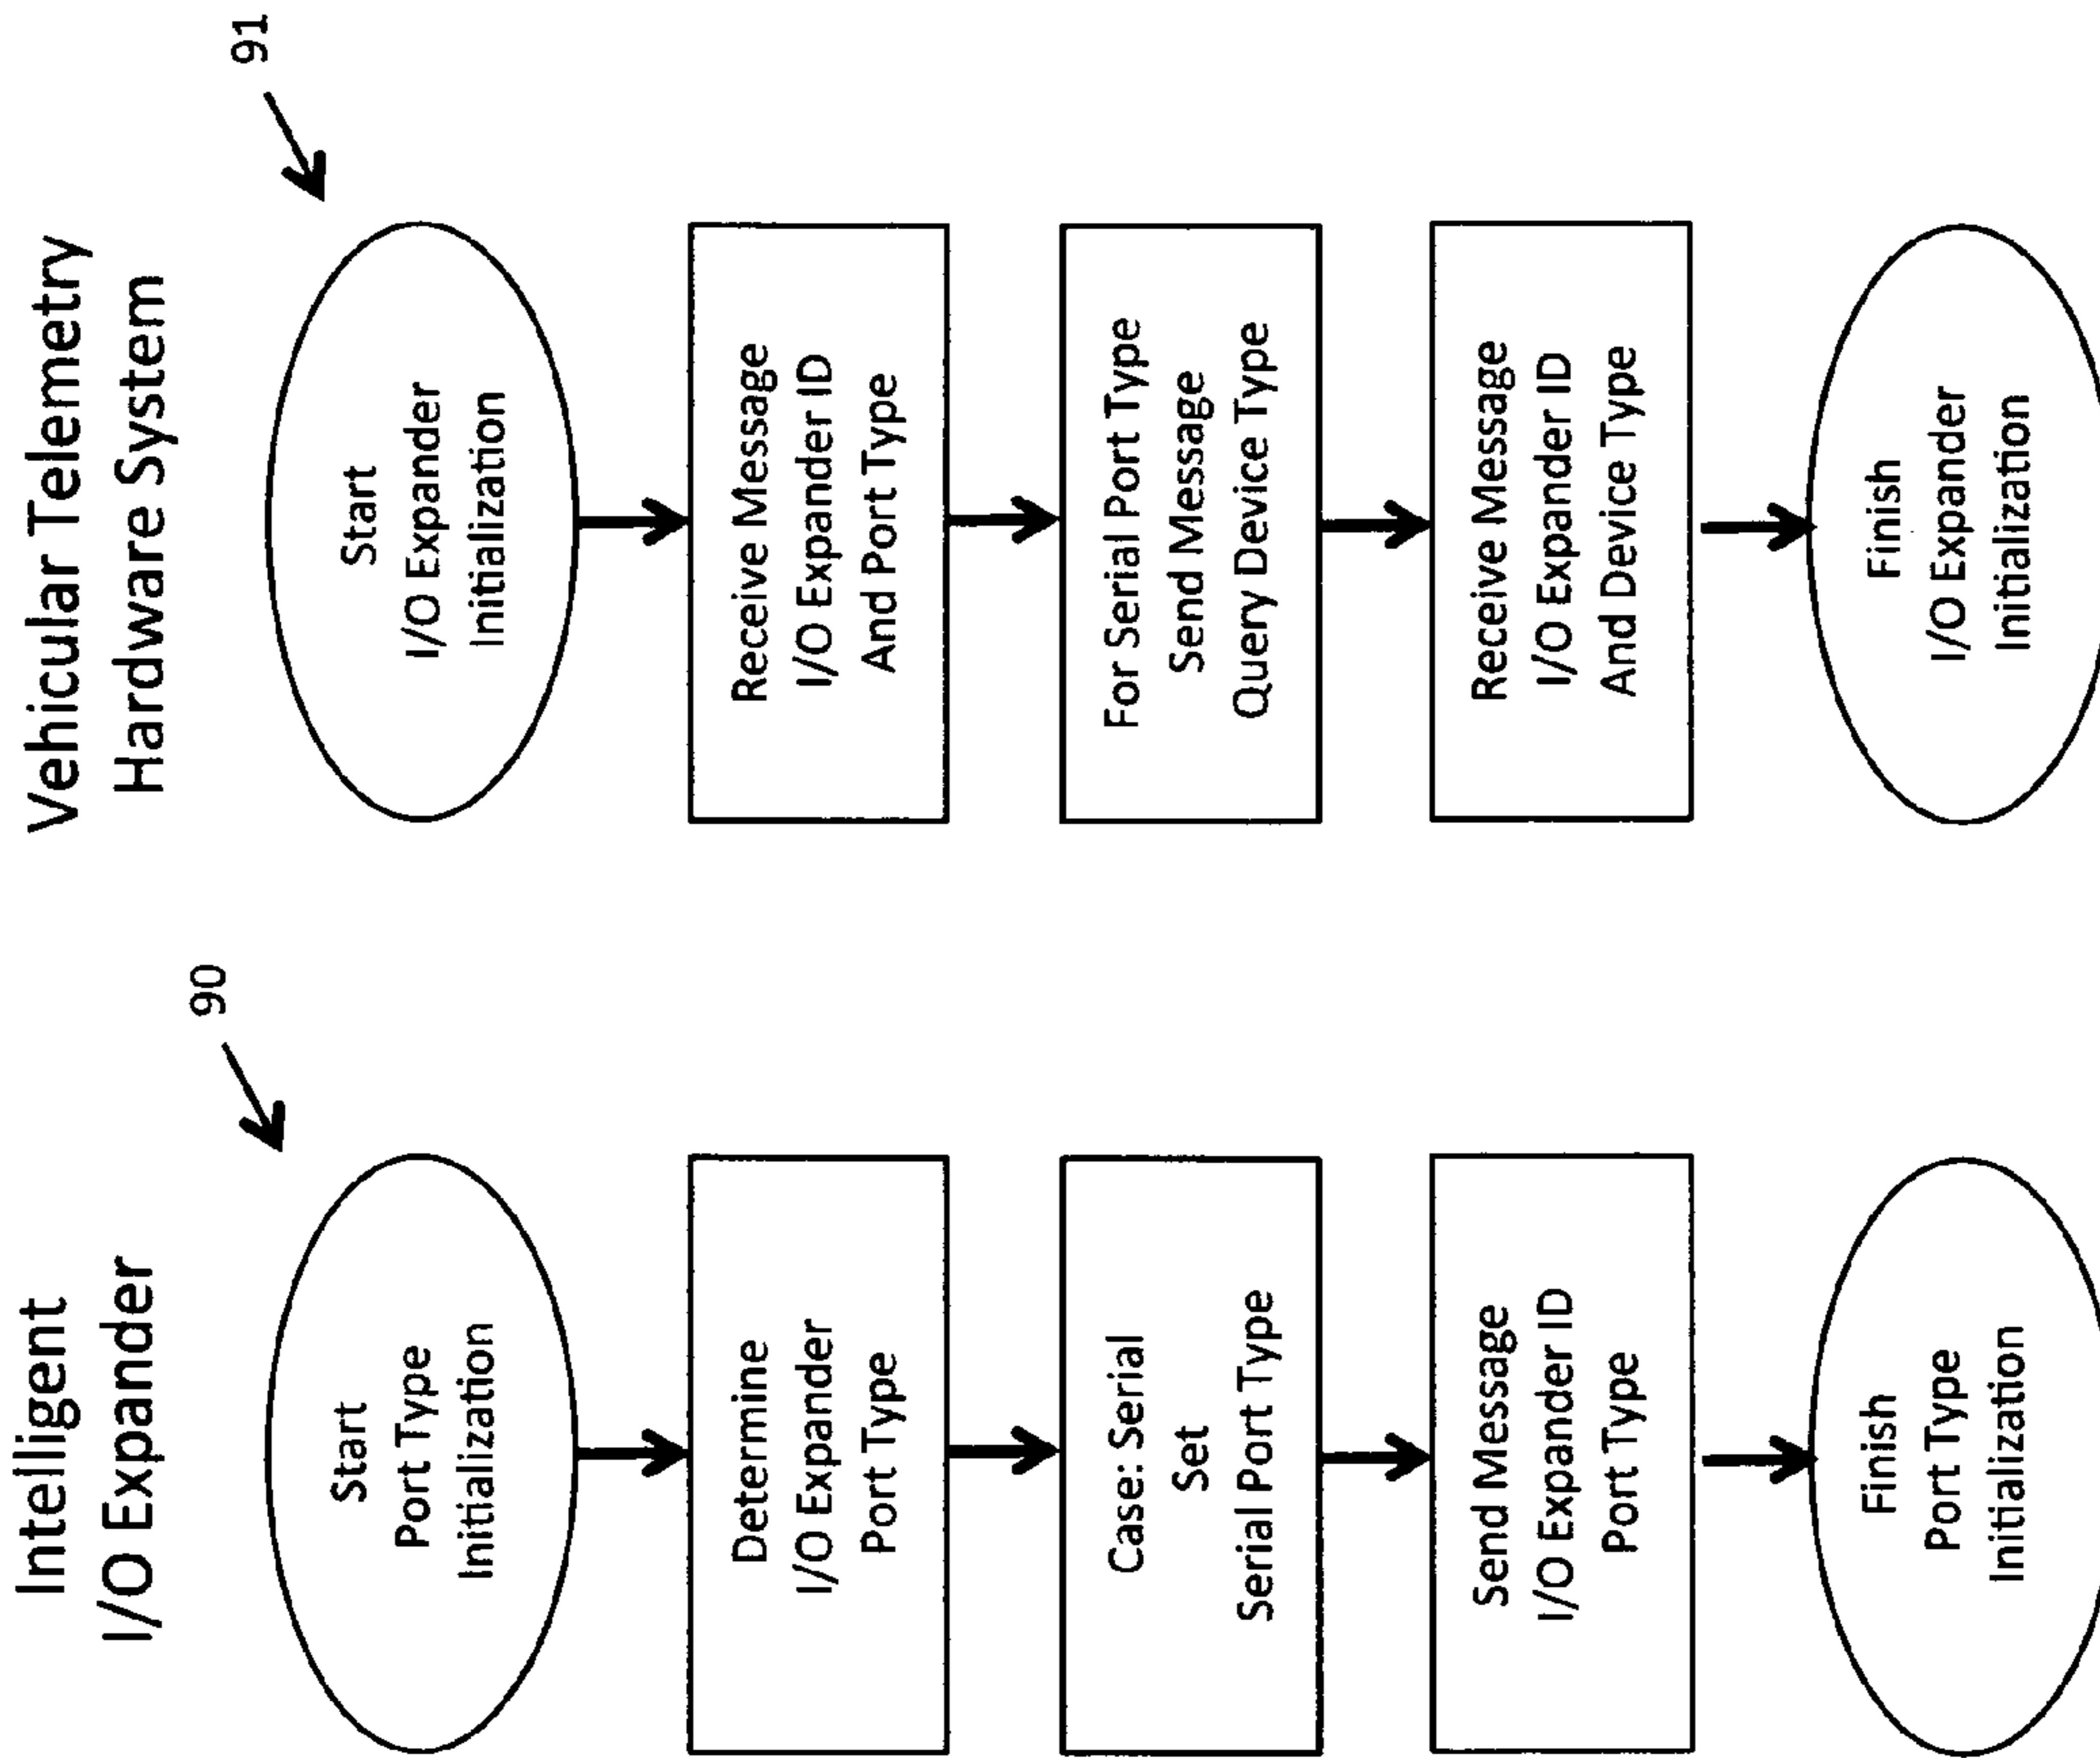 Intelligent
I/O Expander
90
Start
Port Type
Initialization
Determine
I/O Expander
Port Type
Case: Serial
Set
Serial Port Type
Send Message
I/O Expander ID
Port Type
Finish
Port Type
Initialization
Vehicular Telemetry
Hardware System
91
Start
I/O Expander
Initialization
Receive Message
I/O Expander ID
And Port Type
For Serial Port Type
Send Message
Query Device Type
Receive Message
I/O Expander ID
And Device Type
Finish
I/O Expander
Initialization